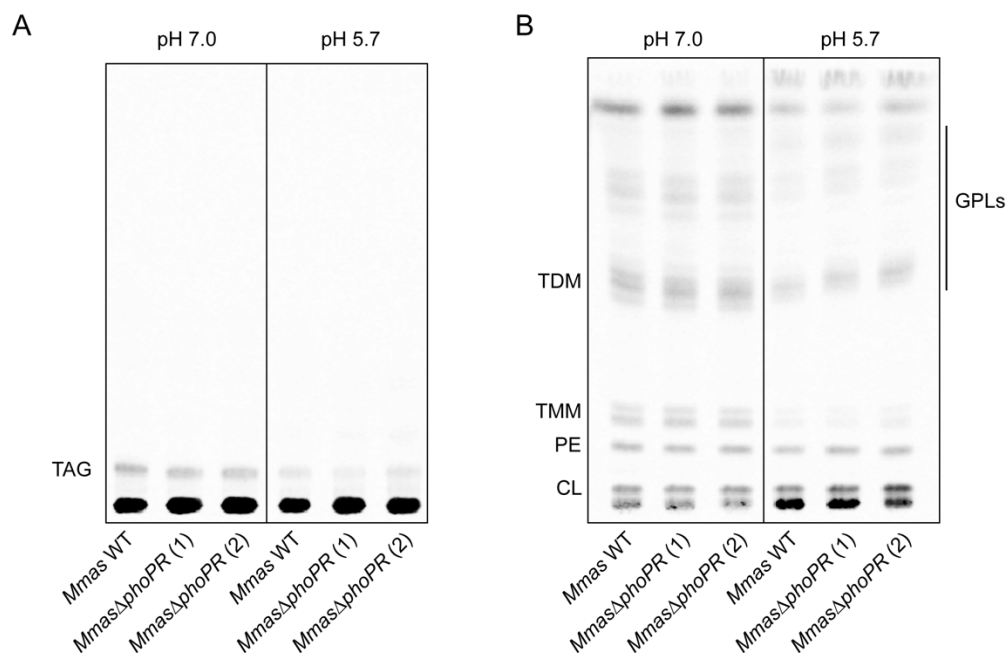 A
pH 7.0 pH 5.7
TAG
Mmas WT
MmasΔphoPR (1)
MmasΔphoPR (2)
Mmas WT
MmasΔphoPR (1)
MmasΔphoPR (2)
B
pH 7.0 pH 5.7
GPLs
TDM
TMM
PE
CL
Mmas WT
MmasΔphoPR (1)
MmasΔphoPR (2)
Mmas WT
MmasΔphoPR (1)
MmasΔphoPR (2)